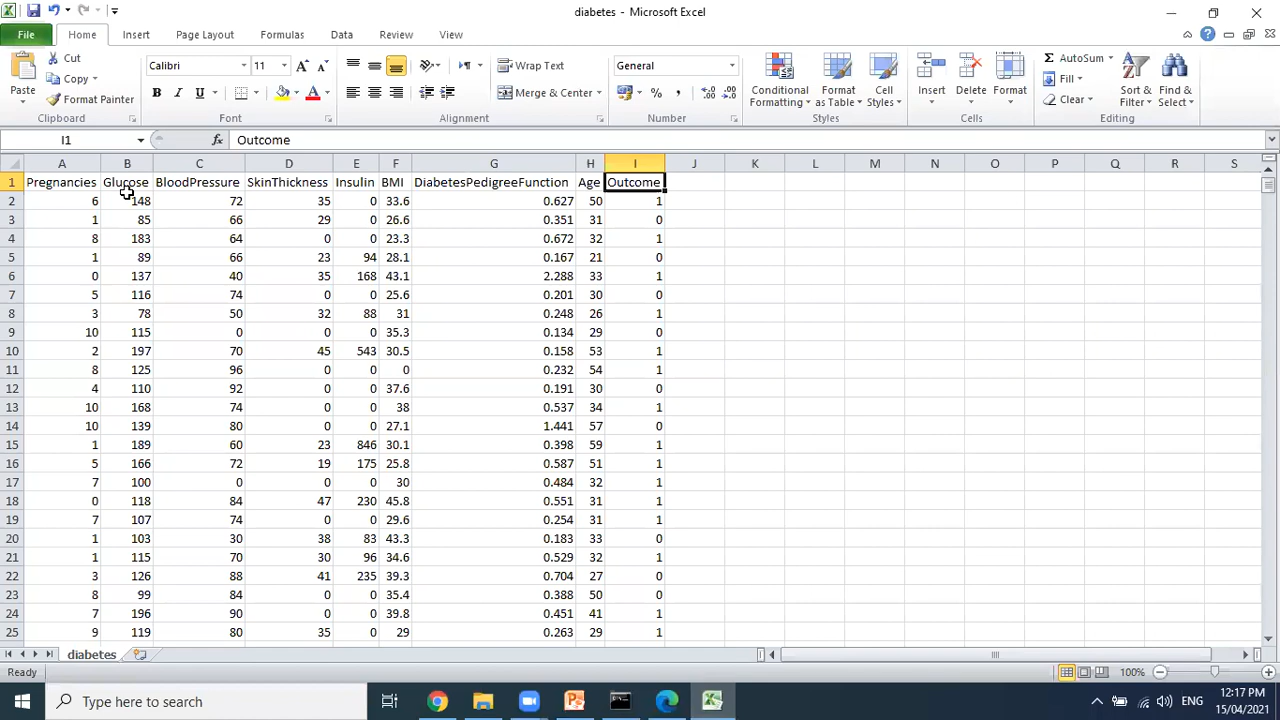 diabetes - Microsoft Excel
File Home Insert Page Layout Formulas Data Review View
Paste Cut Copy Format Painter Clipboard
Calibri 11 B I U Font
Wrap Text Merge & Center Alignment
General % , Number
Conditional Formatting Format as Table Cell Styles Styles
Insert Delete Format Cells
AutoSum Fill Clear Sort & Filter Find & Select Editing
I1 fx Outcome
A B C D E F G H I J K L M N O P Q R S
1 Pregnancies Glucose BloodPressure SkinThickness Insulin BMI DiabetesPedigreeFunction Age Outcome
2 6 148 72 35 0 33.6 0.627 50 1
3 1 85 66 29 0 26.6 0.351 31 0
4 8 183 64 0 0 23.3 0.672 32 1
5 1 89 66 23 94 28.1 0.167 21 0
6 0 137 40 35 168 43.1 2.288 33 1
7 5 116 74 0 0 25.6 0.201 30 0
8 3 78 50 32 88 31 0.248 26 1
9 10 115 0 0 0 35.3 0.134 29 0
10 2 197 70 45 543 30.5 0.158 53 1
11 8 125 96 0 0 0 0.232 54 1
12 4 110 92 0 0 37.6 0.191 30 0
13 10 168 74 0 0 38 0.537 34 1
14 10 139 80 0 0 27.1 1.441 57 0
15 1 189 60 23 846 30.1 0.398 59 1
16 5 166 72 19 175 25.8 0.587 51 1
17 7 100 0 0 0 30 0.484 32 1
18 0 118 84 47 230 45.8 0.551 31 1
19 7 107 74 0 0 29.6 0.254 31 1
20 1 103 30 38 83 43.3 0.183 33 0
21 1 115 70 30 96 34.6 0.529 32 1
22 3 126 88 41 235 39.3 0.704 27 0
23 8 99 84 0 0 35.4 0.388 50 0
24 7 196 90 0 0 39.8 0.451 41 1
25 9 119 80 35 0 29 0.263 29 1
diabetes
Ready 100%
Type here to search ENG 12:17 PM
15/04/2021